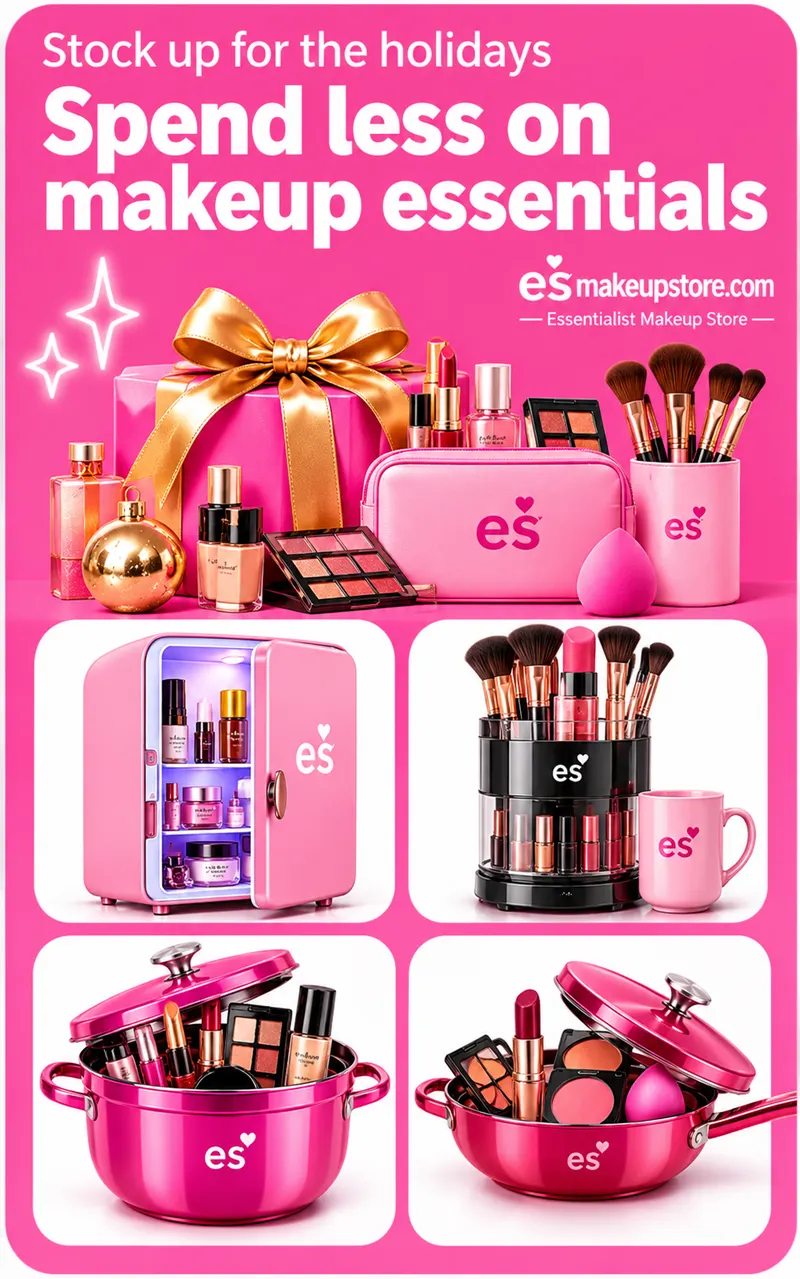 Stock up for the holidays
Spend less on
makeup essentials
es makeupstore.com
Essentialist Makeup Store
es
es
es
es
es
es
es